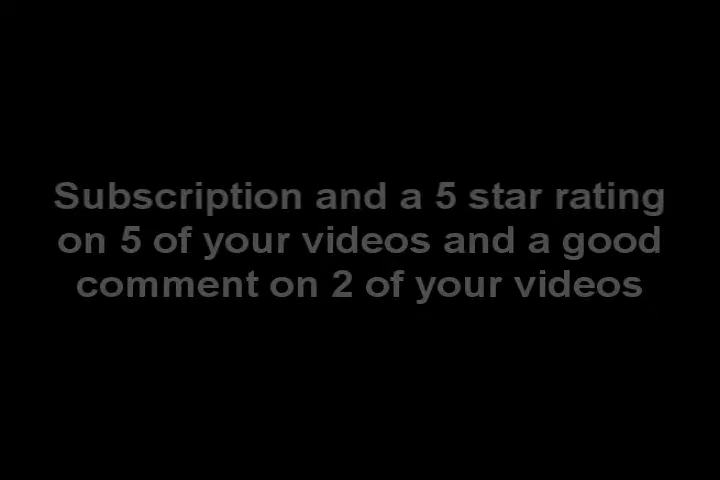 Subscription and a 5 star rating
on 5 of your videos and a good
comment on 2 of your videos